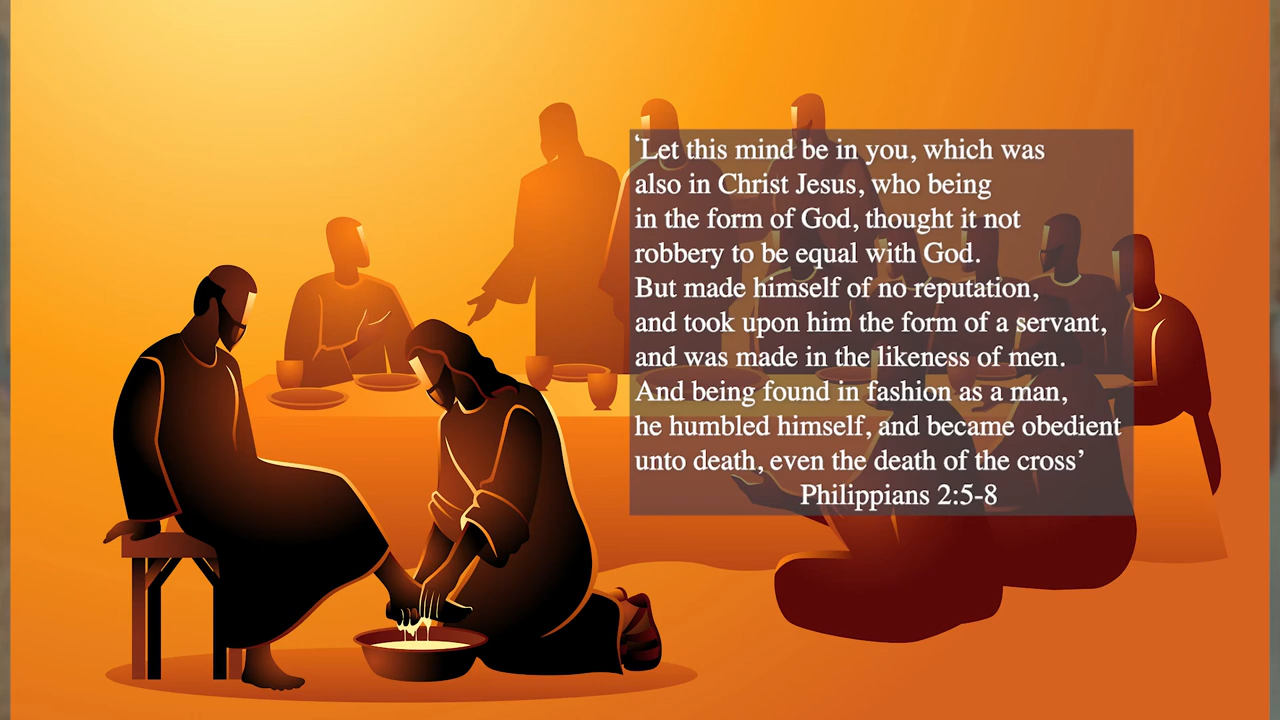 ‘Let this mind be in you, which was
also in Christ Jesus, who being
in the form of God, thought it not
robbery to be equal with God.
But made himself of no reputation,
and took upon him the form of a servant,
and was made in the likeness of men.
And being found in fashion as a man,
he humbled himself, and became obedient
unto death, even the death of the cross’
Philippians 2:5-8